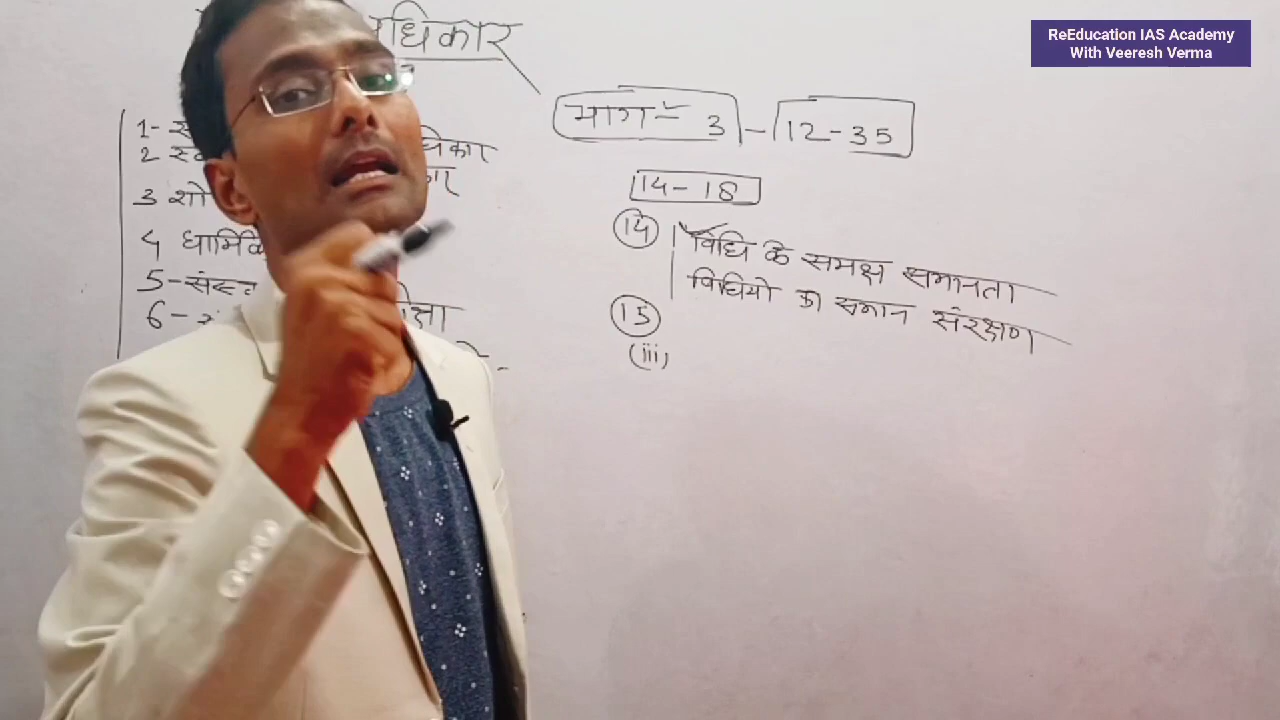 ReEducation IAS Academy
With Veeresh Verma
धिकार
भाग- 3 - 12-35
1-
2
धिकार
3 शो
4 धार्मिक
5-संस्
6-
14-18
14 विधि के समक्ष समानता
विधियो का समान संरक्षण
15
(iii)